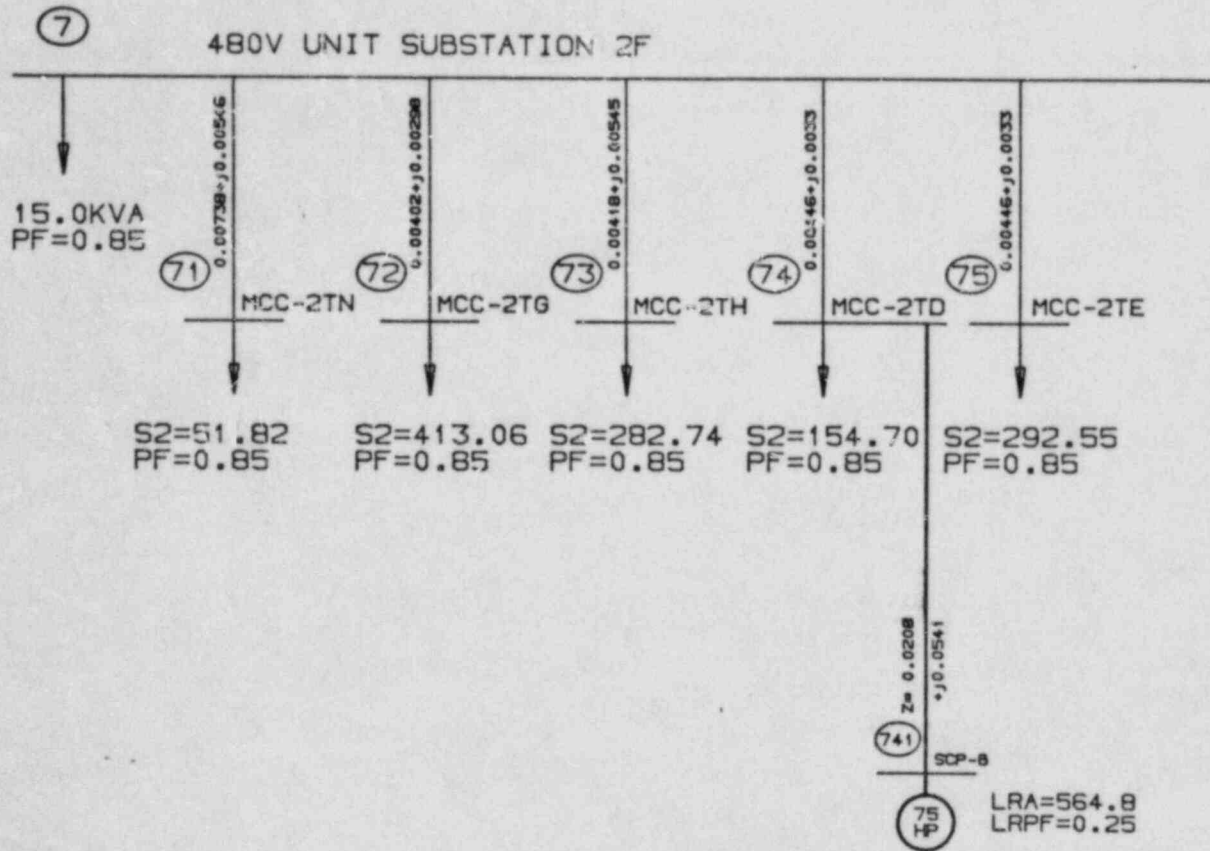 7
480V UNIT SUBSTATION 2F
15.0KVA
PF=0.85
0.00738+j0.00546
0.00402+j0.00298
0.00418+j0.00545
0.00446+j0.0033
0.00446+j0.0033
71
MCC-2TN
72
MCC-2TG
73
MCC-2TH
74
MCC-2TD
75
MCC-2TE
S2=51.82
PF=0.85
S2=413.06
PF=0.85
S2=282.74
PF=0.85
S2=154.70
PF=0.85
S2=292.55
PF=0.85
Z= 0.0208
+j0.0541
741
SCP-B
75
HP
LRA=564.8
LRPF=0.25